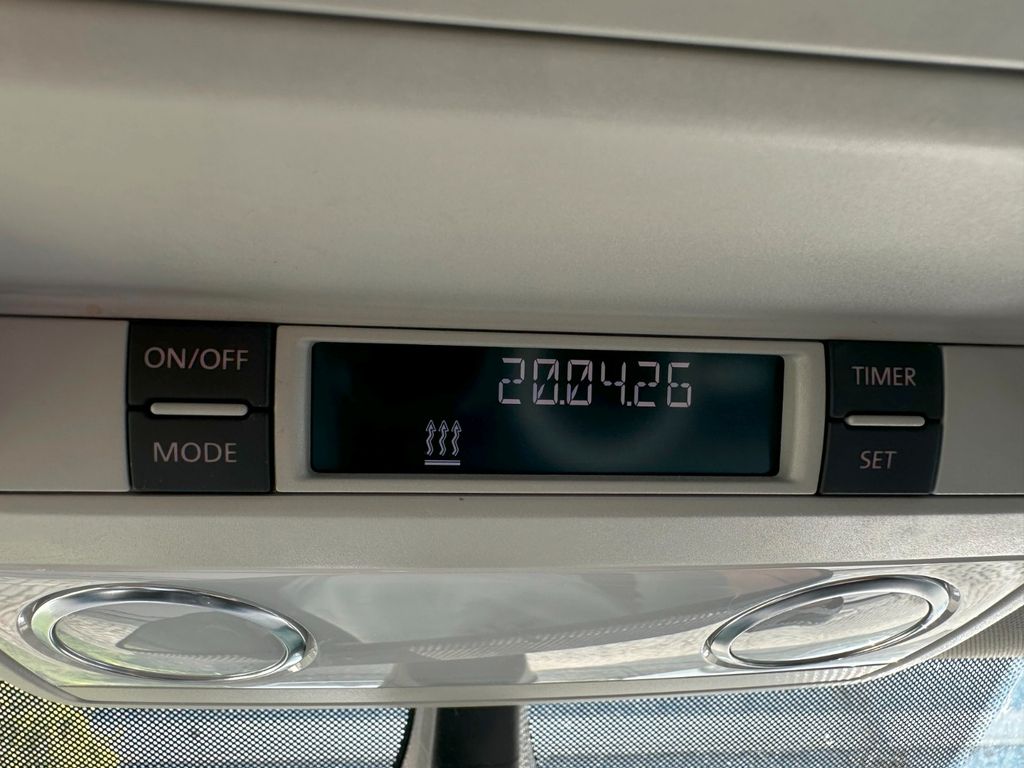 ON/OFF
MODE
20.04.26
TIMER
SET